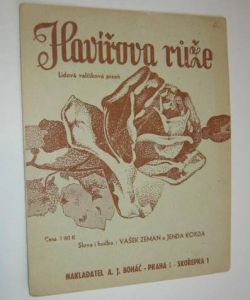 Havířova růže
Lidová valčíková píseň
Cena 1·80 K
Slova i hudba: VAŠEK ZEMAN a JENDA KORDA
NAKLADATEL A. J. BOHÁČ - PRAHA I - SKOŘEPKA 1